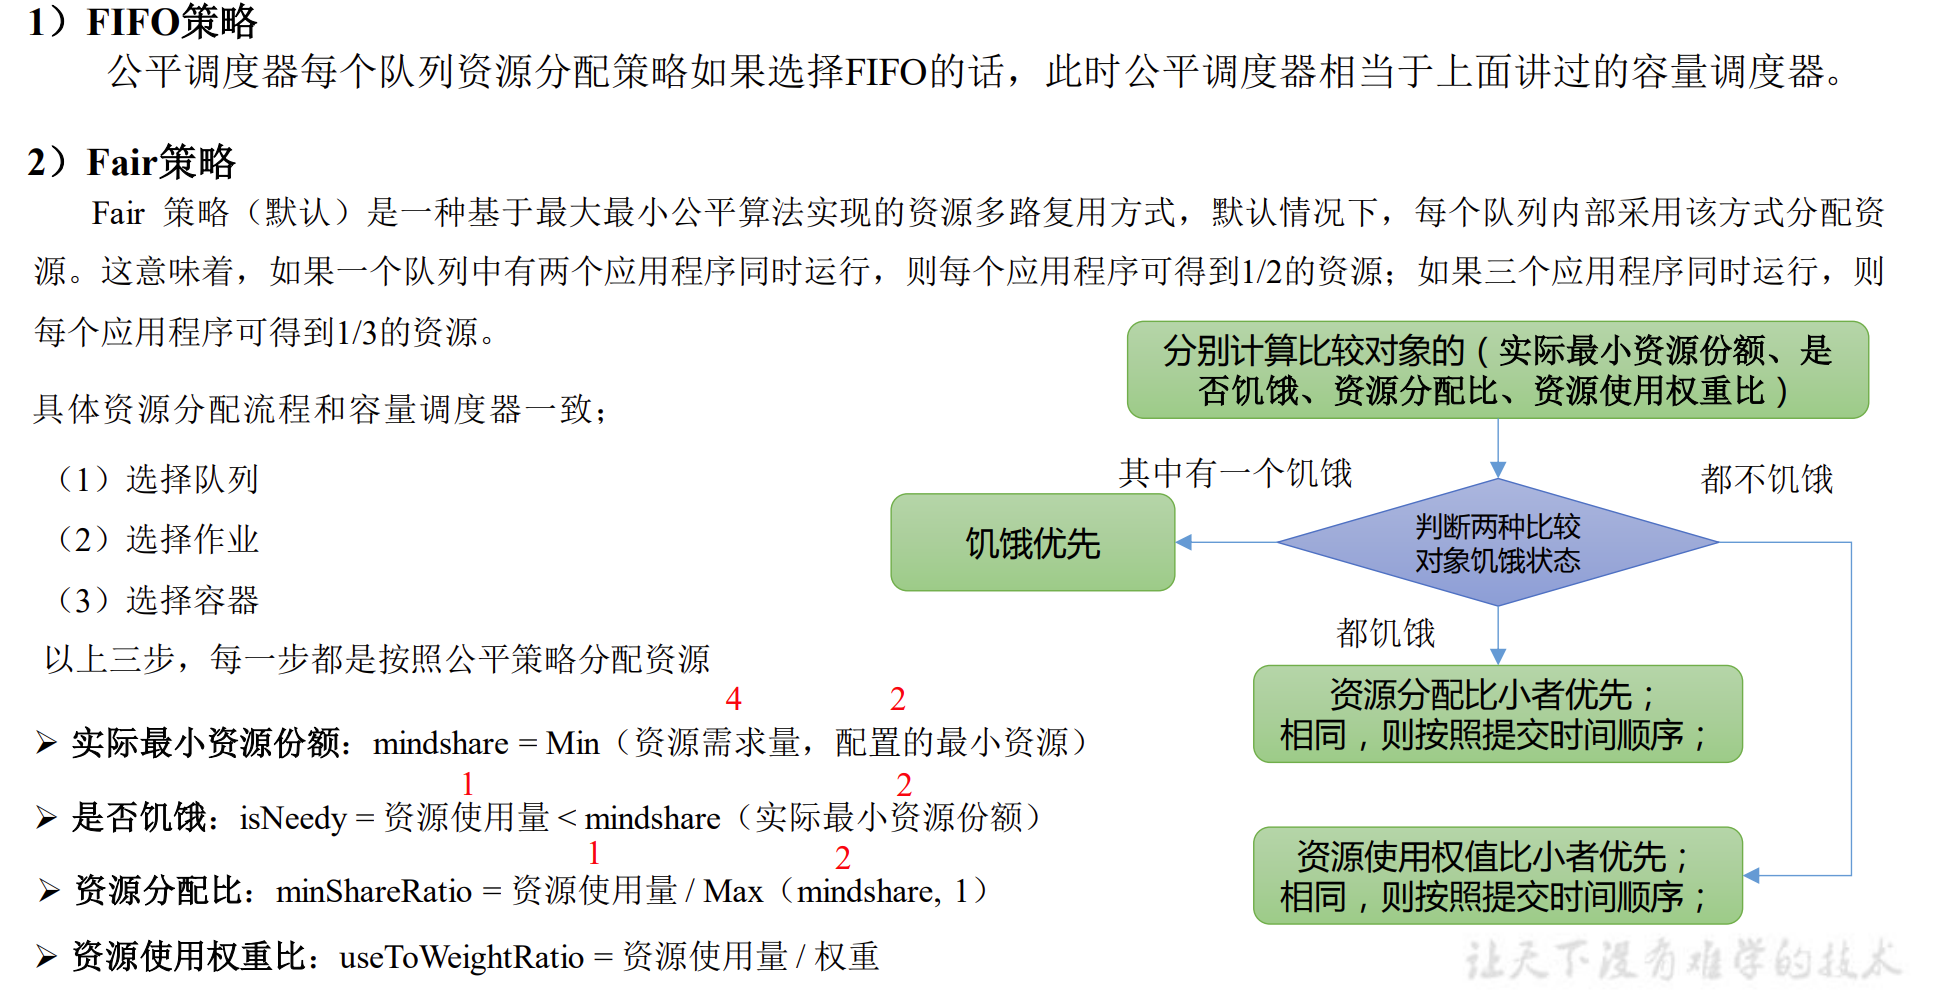 1）FIFO策略
公平调度器每个队列资源分配策略如果选择FIFO的话，此时公平调度器相当于上面讲过的容量调度器。
2）Fair策略
Fair 策略（默认）是一种基于最大最小公平算法实现的资源多路复用方式，默认情况下，每个队列内部采用该方式分配资
源。这意味着，如果一个队列中有两个应用程序同时运行，则每个应用程序可得到1/2的资源；如果三个应用程序同时运行，则
每个应用程序可得到1/3的资源。
具体资源分配流程和容量调度器一致；
（1）选择队列
（2）选择作业
（3）选择容器
以上三步，每一步都是按照公平策略分配资源
4 2
➢ 实际最小资源份额：mindshare = Min（资源需求量，配置的最小资源）
1 2
➢ 是否饥饿：isNeedy = 资源使用量 < mindshare（实际最小资源份额）
1 2
➢ 资源分配比：minShareRatio = 资源使用量 / Max（mindshare, 1）
➢ 资源使用权重比：useToWeightRatio = 资源使用量 / 权重
分别计算比较对象的（实际最小资源份额、是
否饥饿、资源分配比、资源使用权重比）
其中有一个饥饿
都不饥饿
饥饿优先
判断两种比较
对象饥饿状态
都饥饿
资源分配比小者优先；
相同，则按照提交时间顺序；
资源使用权值比小者优先；
相同，则按照提交时间顺序；
让天下没有难学的技术